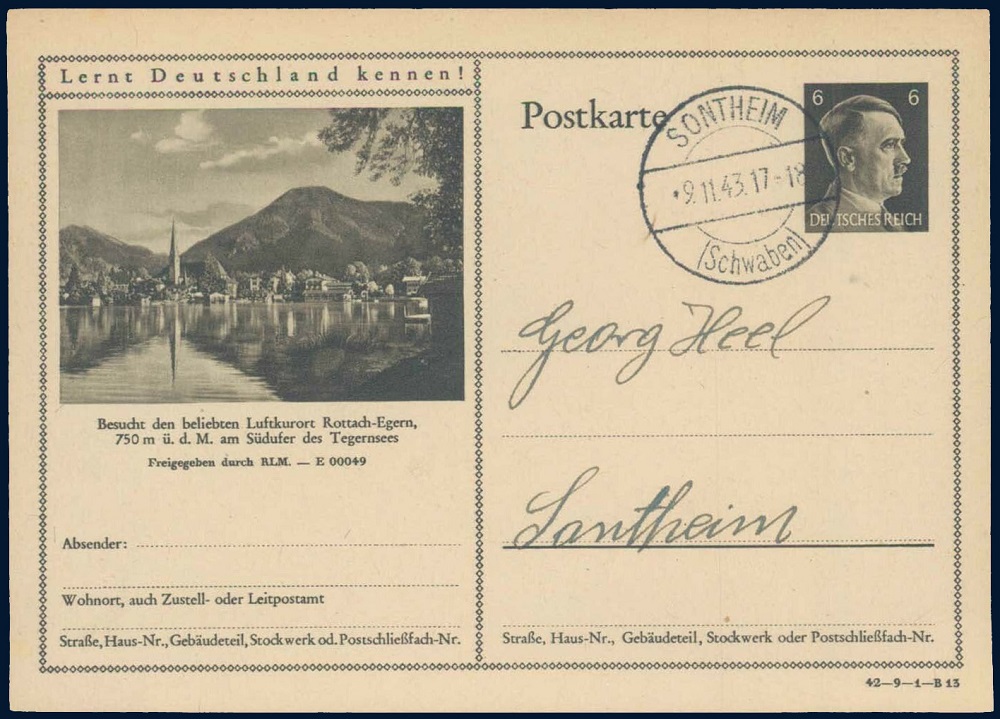 Lernt Deutschland kennen!
Besucht den beliebten Luftkurort Rottach-Egern,
750 m ü. d. M. am Südufer des Tegernsees
Freigegeben durch RLM. — E 00049
Absender:
Wohnort, auch Zustell- oder Leitpostamt
Straße, Haus-Nr., Gebäudeteil, Stockwerk od. Postschließfach-Nr.
Postkarte
SONTHEIM
*9.11.43.17-18
(Schwaben)
6 6
DEUTSCHES REICH
Georg Heel
Sontheim
Straße, Haus-Nr., Gebäudeteil, Stockwerk oder Postschließfach-Nr.
42—9—1—B 13